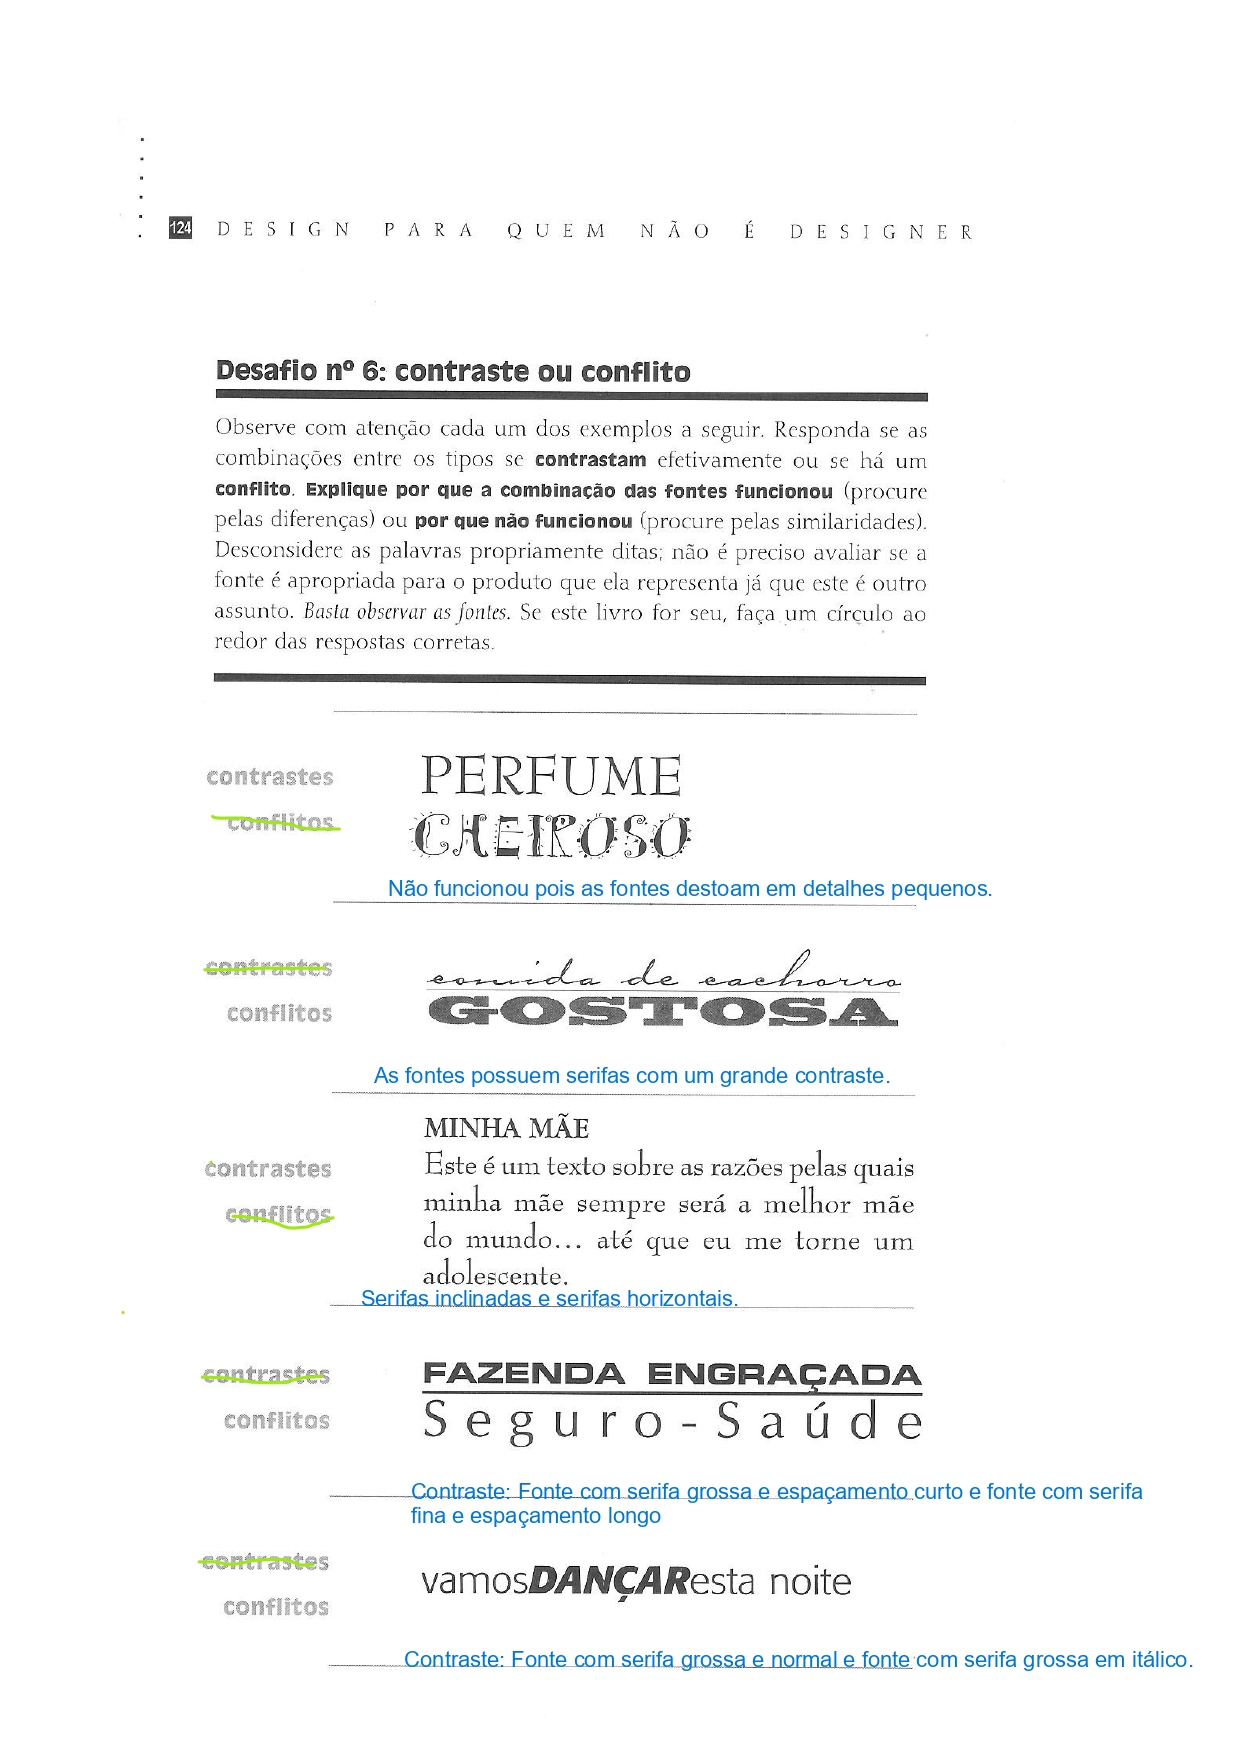 124 DESIGN PARA QUEM NÃO É DESIGNER
Desafio nº 6: contraste ou conflito
Observe com atenção cada um dos exemplos a seguir. Responda se as
combinações entre os tipos se contrastam efetivamente ou se há um
conflito. Explique por que a combinação das fontes funcionou (procure
pelas diferenças) ou por que não funcionou (procure pelas similaridades).
Desconsidere as palavras propriamente ditas; não é preciso avaliar se a
fonte é apropriada para o produto que ela representa já que este é outro
assunto. Basta observar as fontes. Se este livro for seu, faça um círculo ao
redor das respostas corretas.
contrastes
conflitos
PERFUME
CHEIROSO
Não funcionou pois as fontes destoam em detalhes pequenos.
contrastes
conflitos
comida de cachorro
GOSTOSA
As fontes possuem serifas com um grande contraste.
contrastes
conflitos
MINHA MÃE
Este é um texto sobre as razões pelas quais
minha mãe sempre será a melhor mãe
do mundo... até que eu me torne um
adolescente.
Serifas inclinadas e serifas horizontais.
contrastes
conflitos
FAZENDA ENGRAÇADA
Seguro-Saúde
Contraste: Fonte com serifa grossa e espaçamento curto e fonte com serifa
fina e espaçamento longo
contrastes
conflitos
vamosDANÇAResta noite
Contraste: Fonte com serifa grossa e normal e fonte com serifa grossa em itálico.